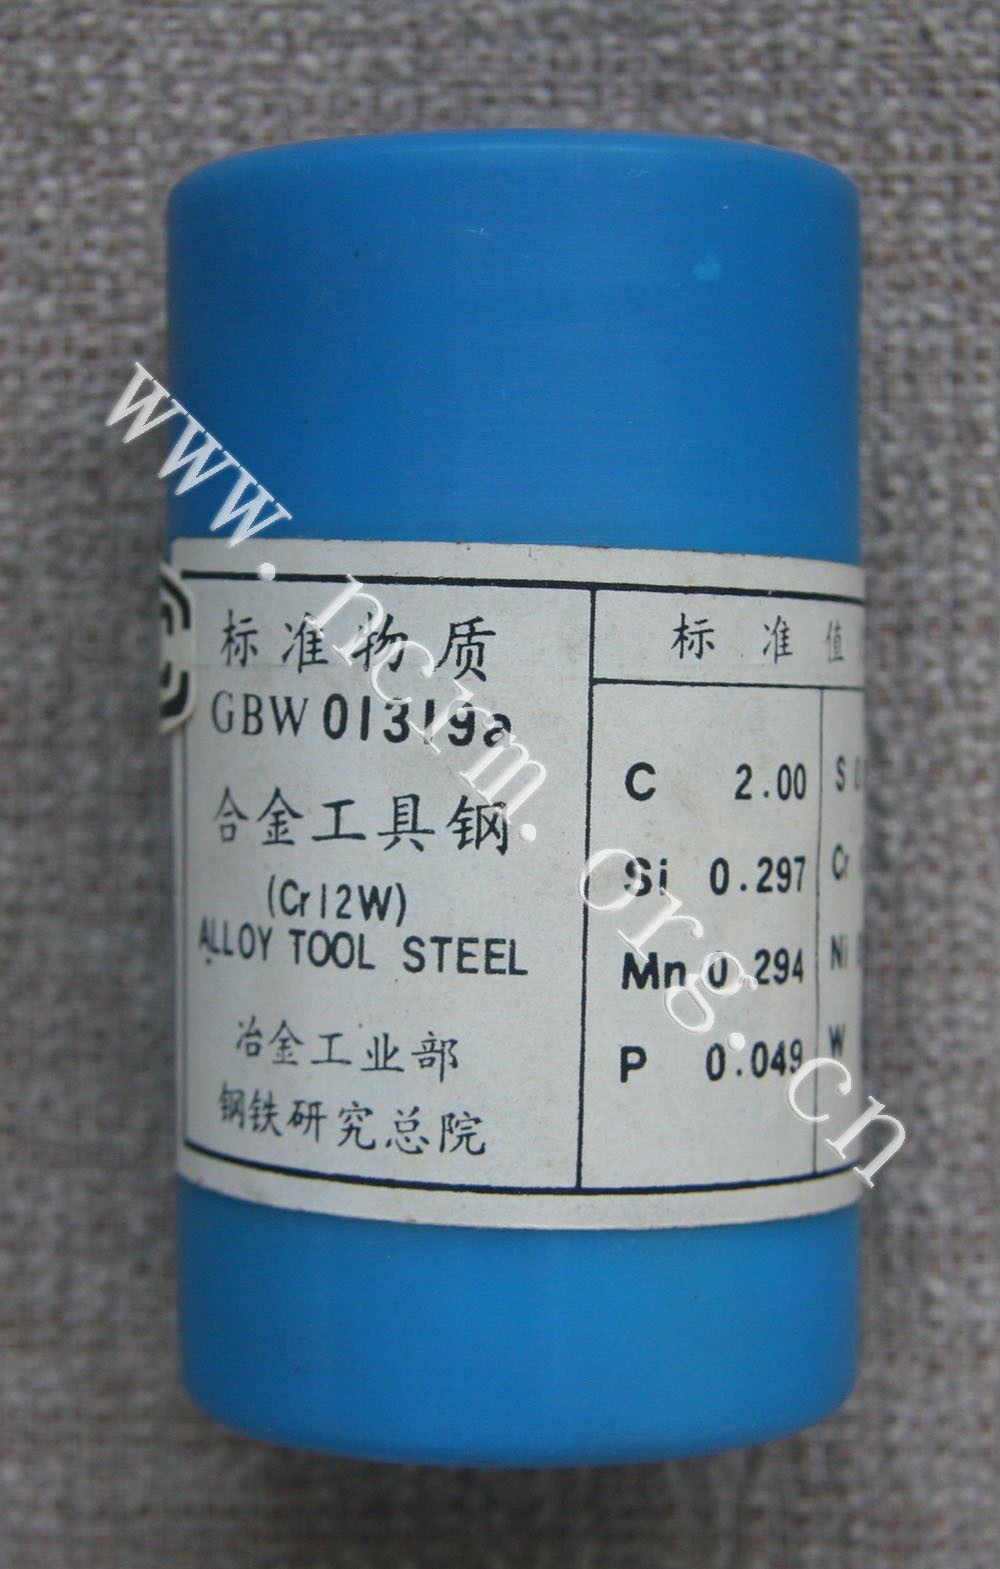 标准物质
GBW 01319a
合金工具钢
(Cr12W)
ALLOY TOOL STEEL
冶金工业部
钢铁研究总院
标准值
C 2.00 S
Si 0.297 Cr
Mn 0.294 Ni
P 0.049 W
www.ncrm.org.cn